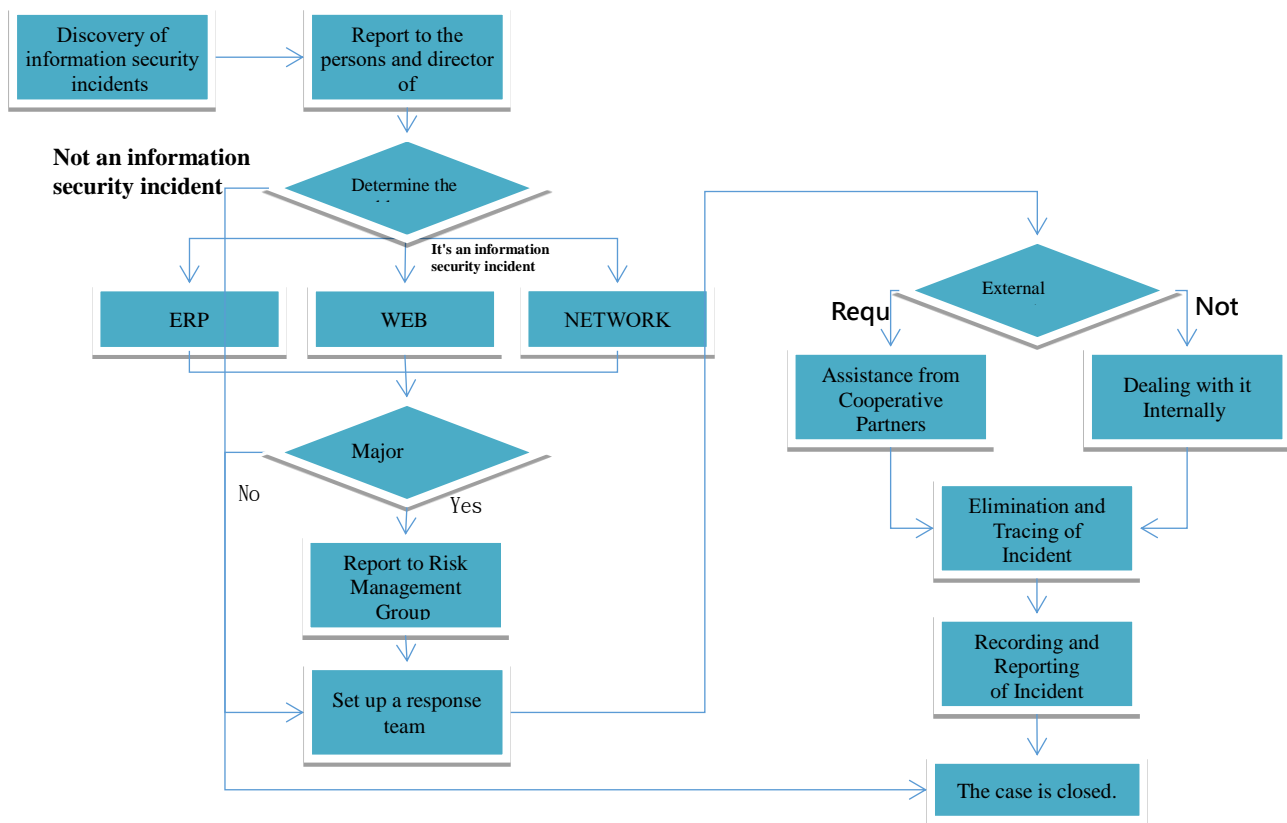 Discovery of
information security
incidents
Report to the
persons and director
of
Not an information
security incident
Determine the
It's an information
security incident
ERP
WEB
NETWORK
Major
No
Yes
Report to Risk
Management
Group
Set up a response
team
External
Requ
Not
Assistance from
Cooperative
Partners
Dealing with it
Internally
Elimination and
Tracing of
Incident
Recording and
Reporting
of Incident
The case is closed.